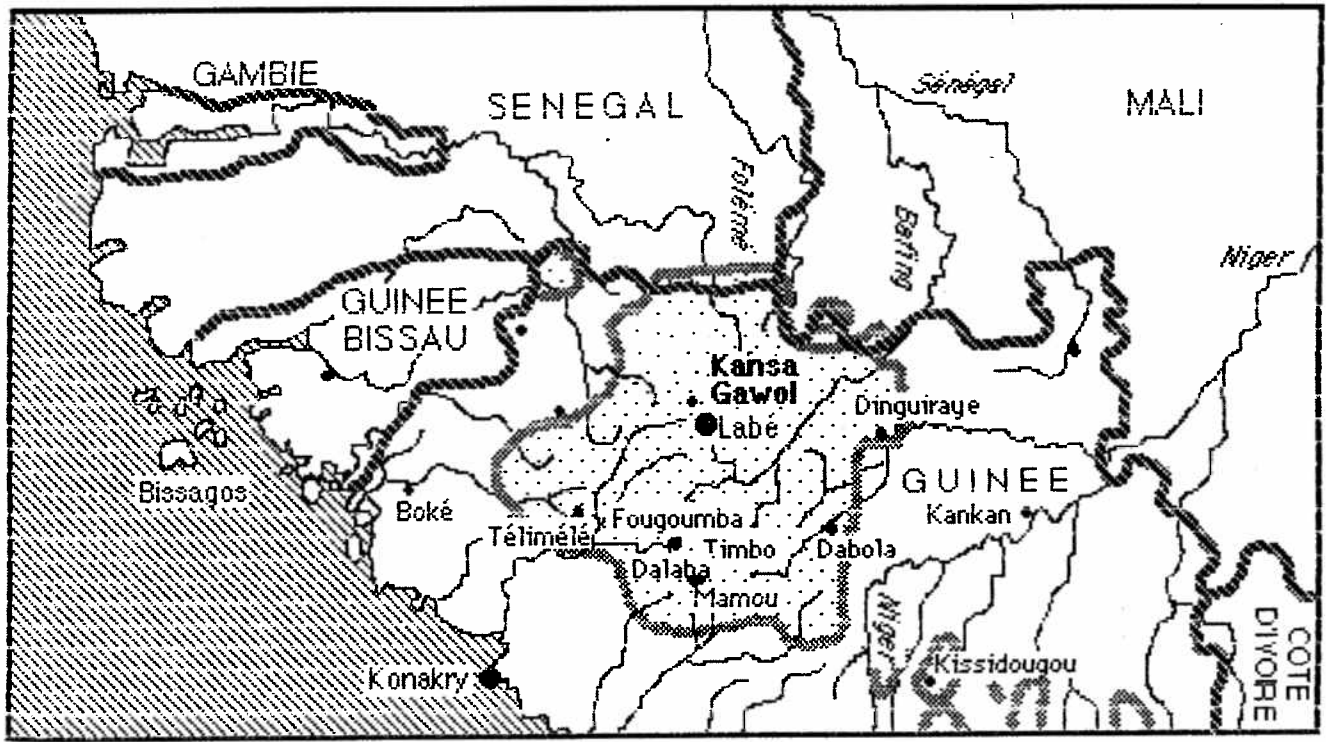 GAMBIE
SENEGAL
Sénégal
MALI
Falémé
Bafing
Niger
GUINEE
BISSAU
Kansa
Gawol
Labé
Dinguiraye
Bissagos
Boké
GUINEE
Kankan
Télimélé
Fougoumba
Timbo
Dabola
Dalaba
Mamou
Niger
Kissidougou
Konakry
COTE
D'IVOIRE